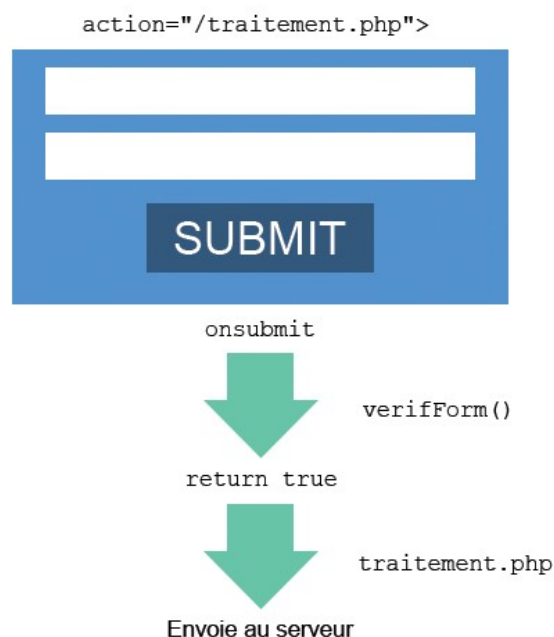 action="/traitement.php">
SUBMIT
onsubmit
verifForm()
return true
traitement.php
Envoie au serveur